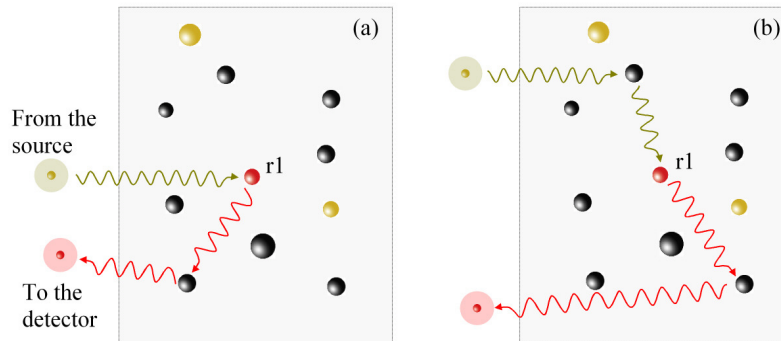 (a)
From the
source
r1
To the
detector
(b)
r1